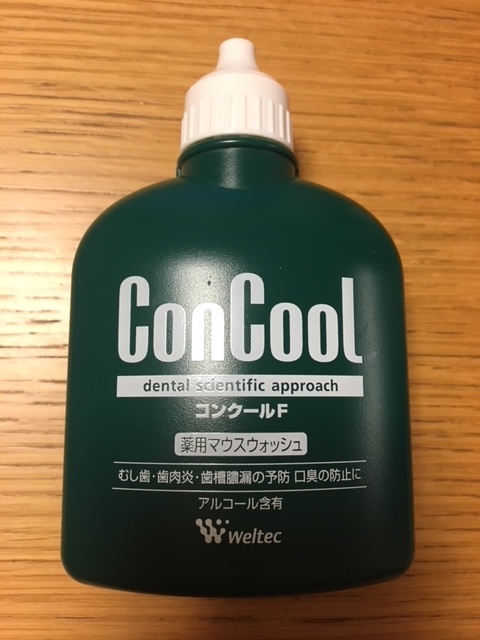 ConCool
dental scientific approach
コンクールF
薬用マウスウォッシュ
むし歯・歯肉炎・歯槽膿漏の予防 口臭の防止に
アルコール含有
weltec